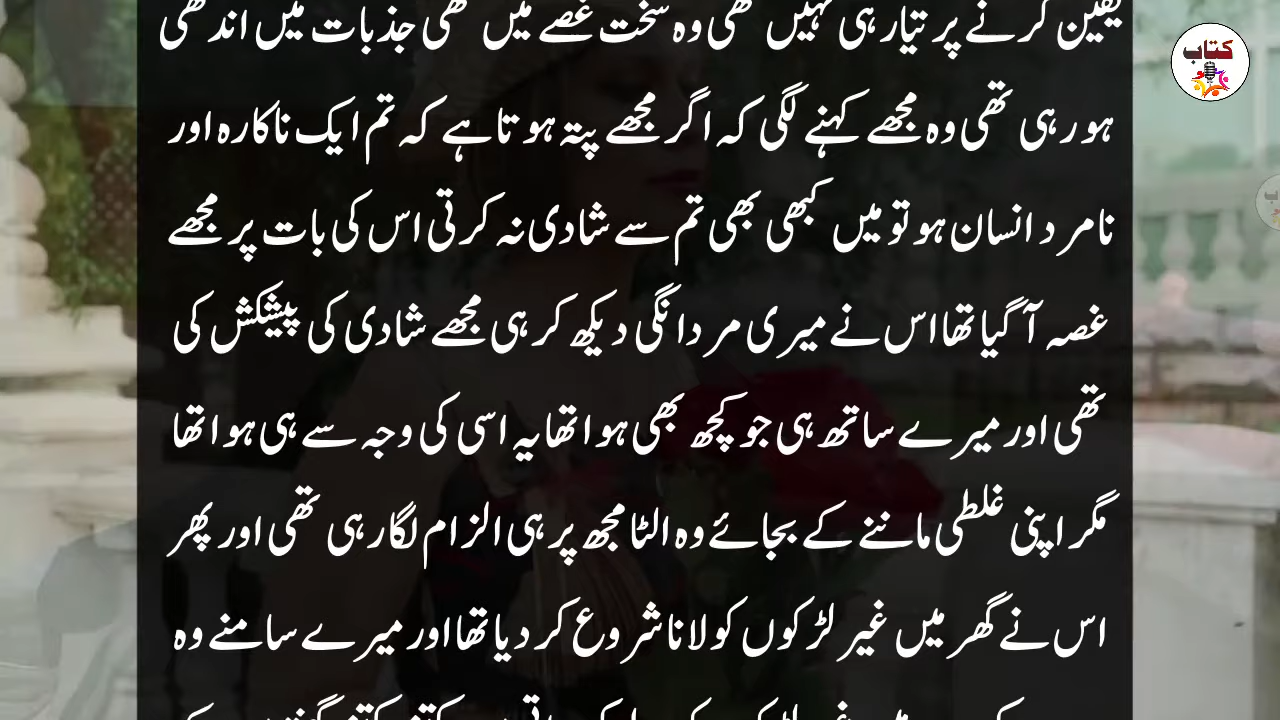 یقین کرنے پر تیار ہی نہیں تھی وہ سخت غصے میں تھی جذبات میں اندھی
ہو رہی تھی وہ مجھے کہنے لگی کہ اگر مجھے پتہ ہوتا ہے کہ تم ایک ناکارہ اور
نامرد انسان ہو تو میں کبھی بھی تم سے شادی نہ کرتی اس کی بات پر مجھے
غصہ آگیا تھا اس نے میری مردانگی دیکھ کر ہی مجھے شادی کی پیشکش کی
تھی اور میرے ساتھ ہی جو کچھ بھی ہوا تھا یہ اسی کی وجہ سے ہی ہوا تھا
مگر اپنی غلطی ماننے کے بجائے وہ الٹا مجھ پر ہی الزام لگا رہی تھی اور پھر
اس نے گھر میں غیر لڑکوں کو لانا شروع کر دیا تھا اور میرے سامنے وہ
کتاب